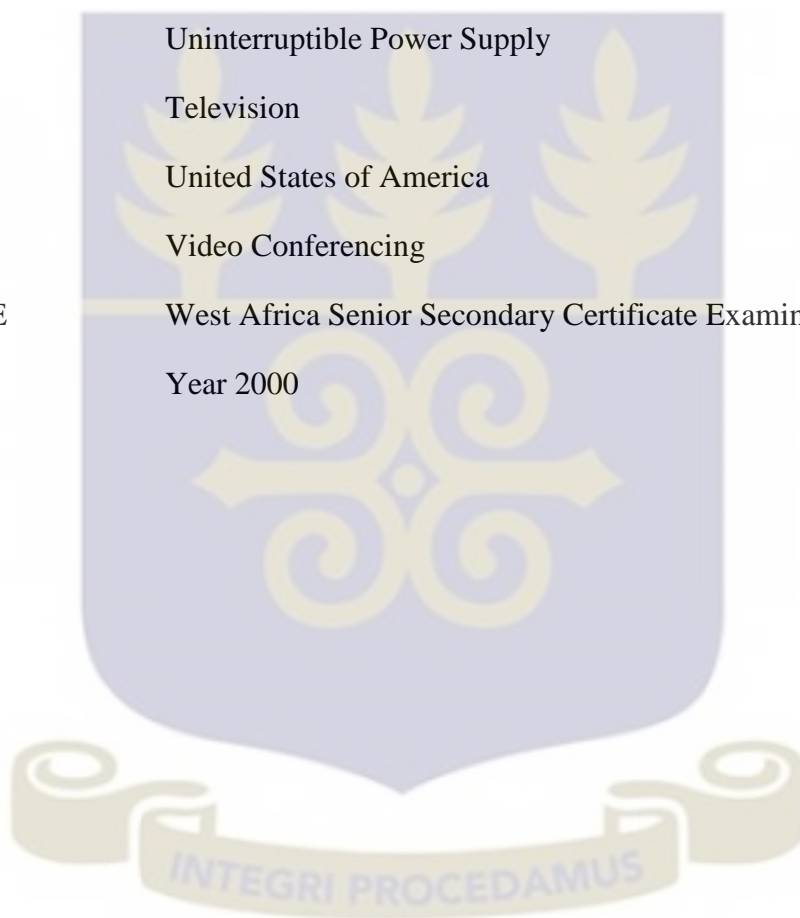 Uninterruptible Power Supply
Television
United States of America
Video Conferencing
E West Africa Senior Secondary Certificate Examin
Year 2000
INTEGRI PROCEDAMUS